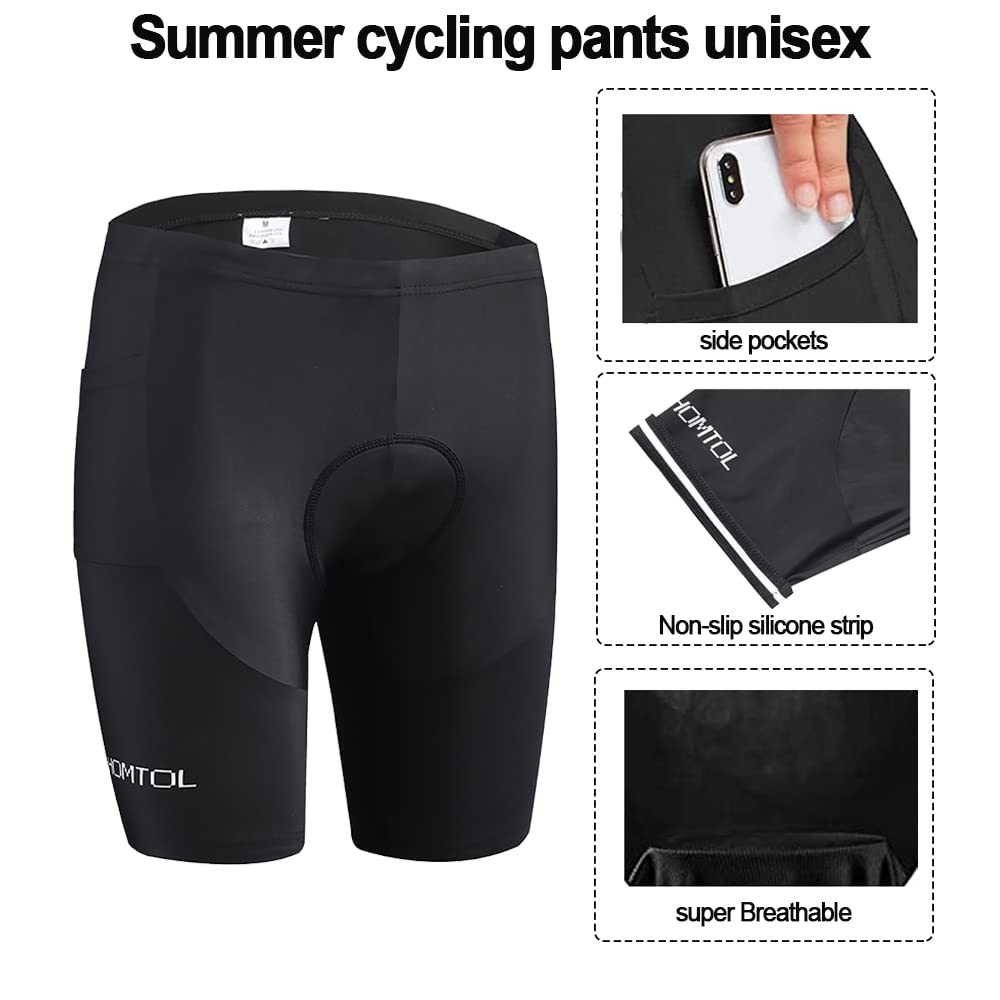 Summer cycling pants unisex
M
side pockets
HOMTOL
Non-slip silicone strip
HOMTOL
super Breathable